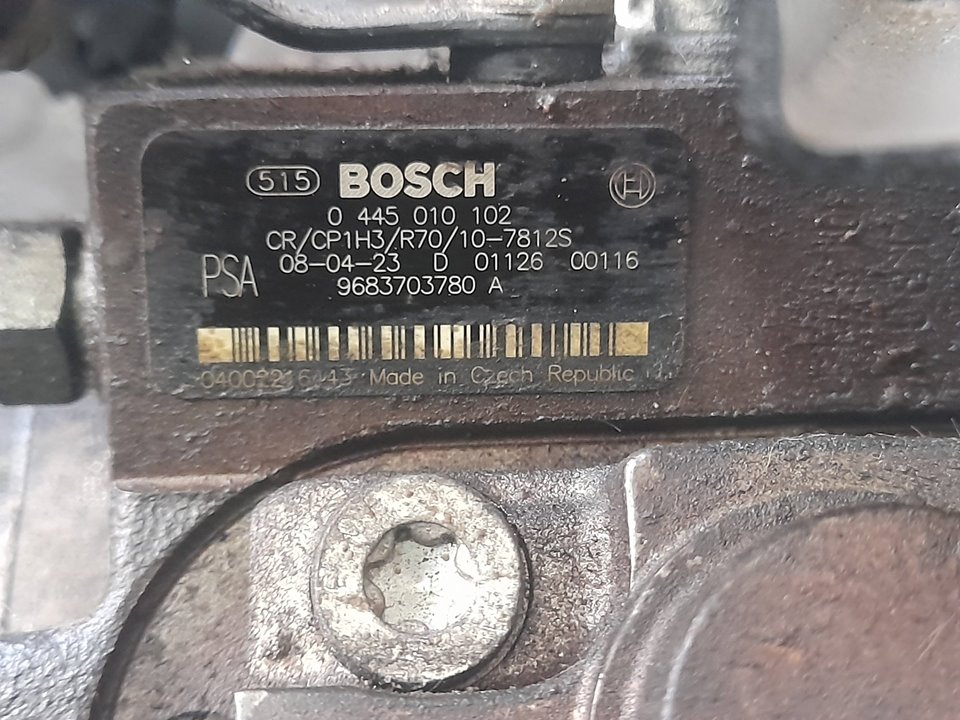 515 BOSCH
0 445 010 102
CR/CP1H3/R70/10-7812S
PSA 08-04-23 D 01126 00116
9683703780 A
Made in Czech Republic